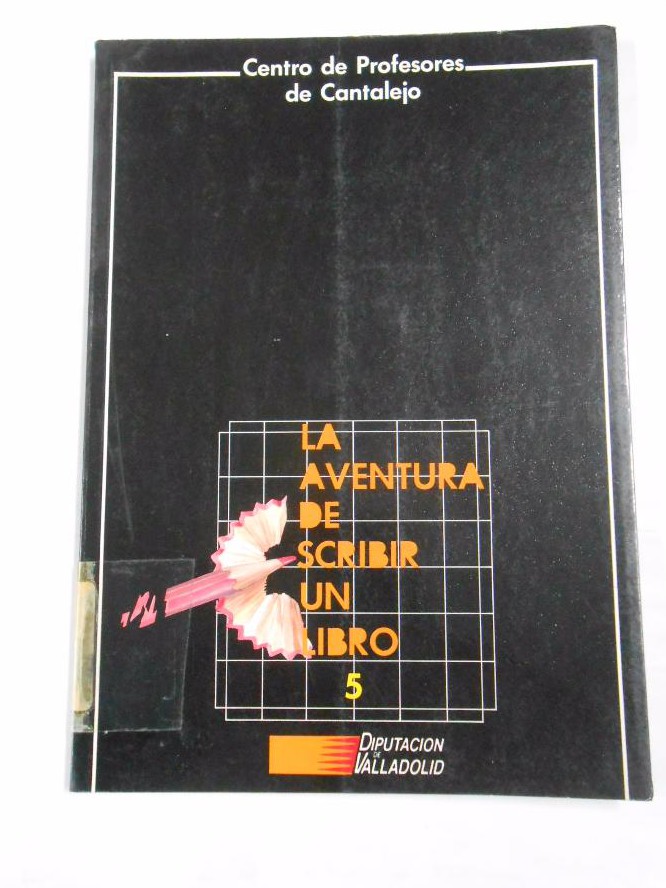 Centro de Profesores
de Cantalejo
LA
AVENTURA
DE
SCRIBIR
UN
LIBRO
5
DIPUTACION
DE
VALLADOLID